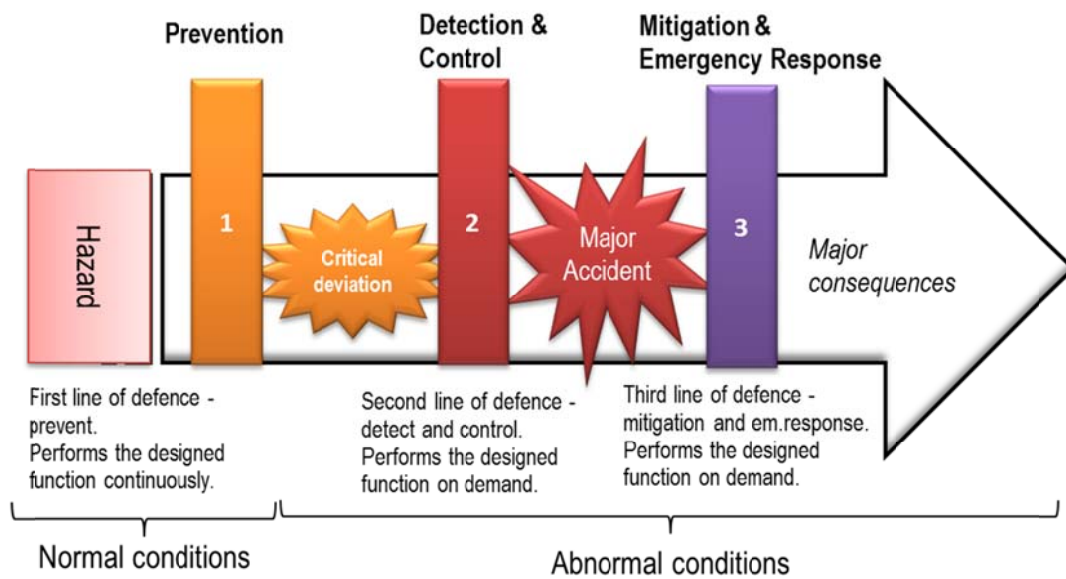 Prevention
Detection &
Control
Mitigation &
Emergency Response
Hazard
1
Critical
deviation
2
Major
Accident
3
Major
consequences
First line of defence -
prevent.
Performs the designed
function continuously.
Second line of defence -
detect and control.
Performs the designed
function on demand.
Third line of defence -
mitigation and em.response.
Performs the designed
function on demand.
Normal conditions
Abnormal conditions